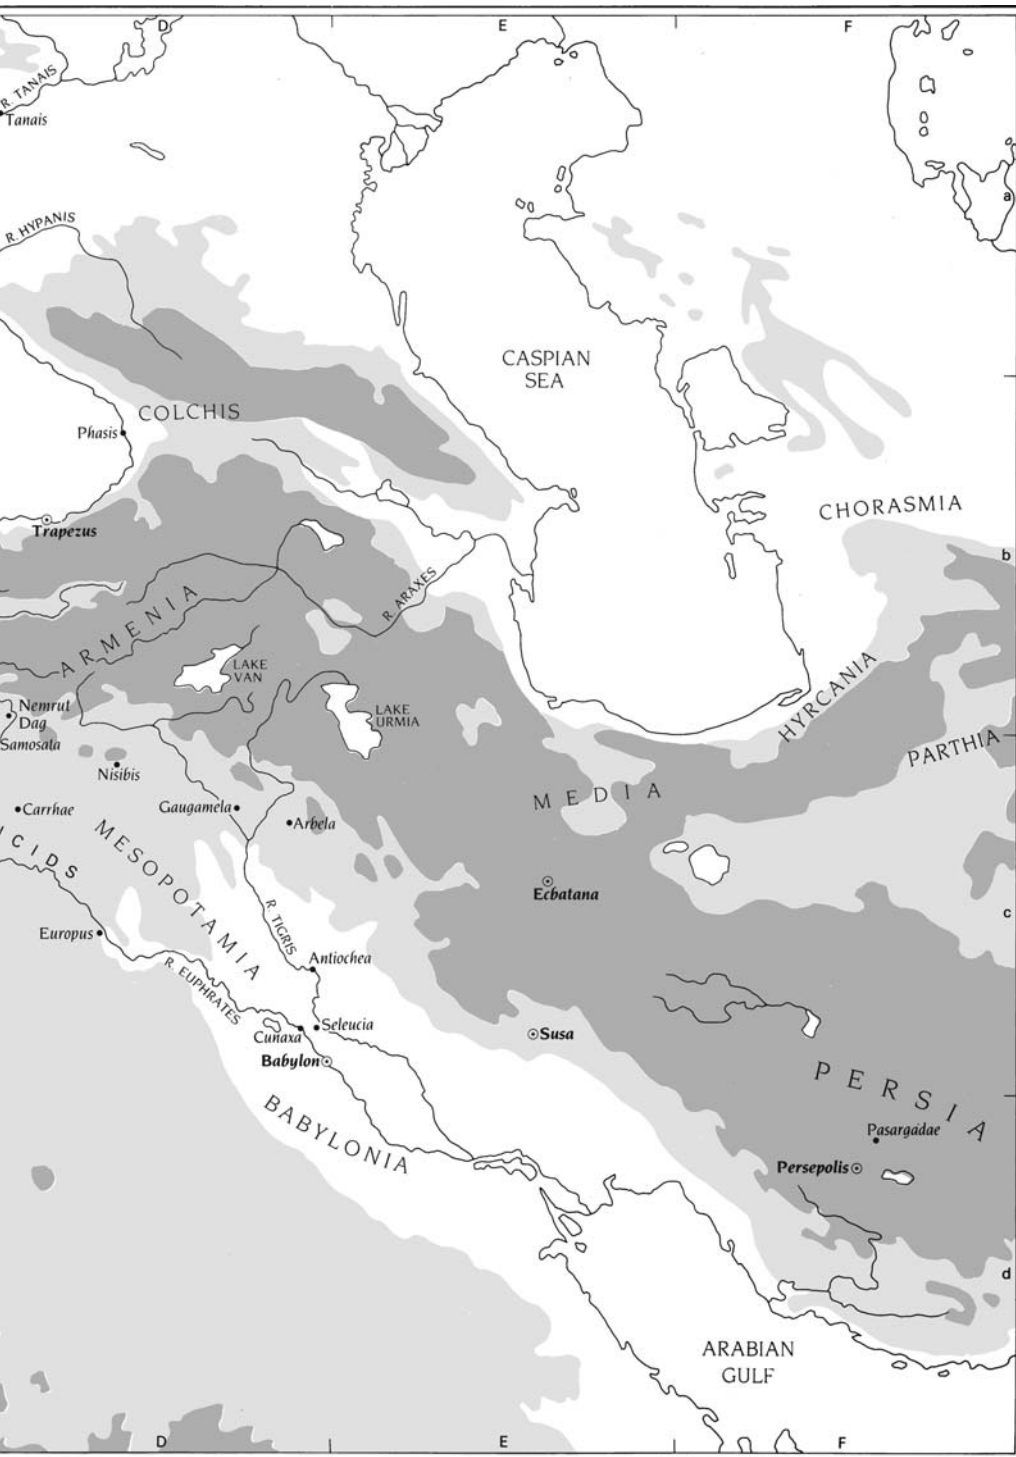 D
E
F
R. TANAIS
Tanais
a
R. HYPANIS
CASPIAN
SEA
COLCHIS
Phasis
CHORASMIA
Trapezus
b
R. ARAXES
ARMENIA
LAKE
VAN
HYRCANIA
LAKE
URMIA
Nemrut
Dag
Samosata
PARTHIA
Nisibis
MEDIA
Carrhae
Gaugamela
Arbela
ICIDS
MESOPOTAMIA
Ecbatana
c
R. TIGRIS
Europus
Antiochea
R. EUPHRATES
Cunaxa
Seleucia
Susa
Babylon
PERSIA
BABYLONIA
Pasargadae
Persepolis
d
ARABIAN
GULF
D
E
F